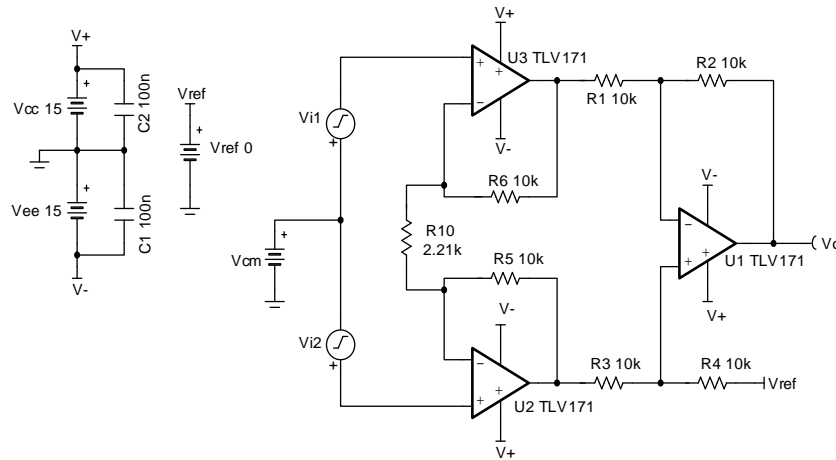 V+
+
Vcc 15
C2 100n
Vref
+
Vref 0
+
Vee 15
C1 100n
V-
Vi1
+
+
Vcm
Vi2
+
V+
U3 TLV171
+
+
−
V-
R6 10k
R10
2.21k
R5 10k
V-
−
+
+
U2 TLV171
V+
R1 10k
R2 10k
V-
−
+
+
U1 TLV171
V+
Vo
R3 10k
R4 10k
Vref